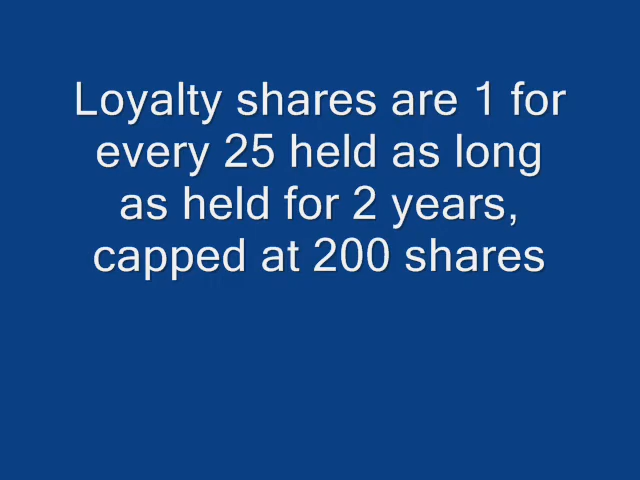 Loyalty shares are 1 for
every 25 held as long
as held for 2 years,
capped at 200 shares